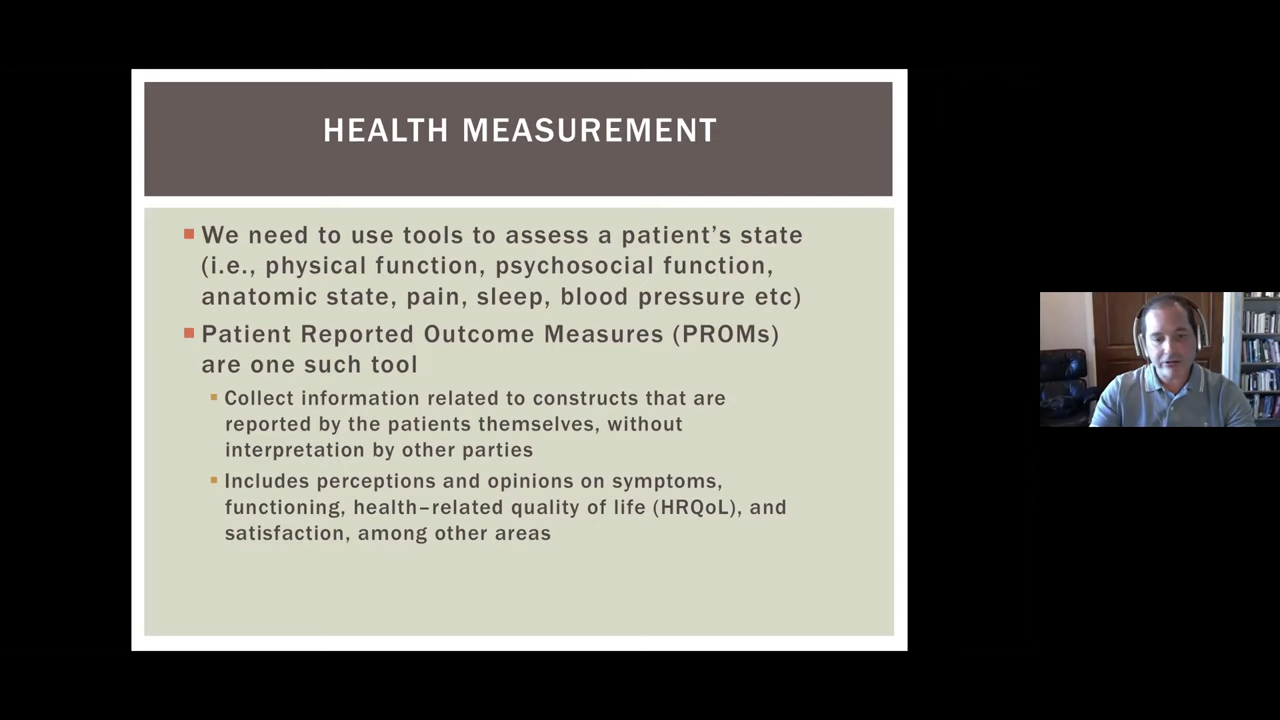 HEALTH MEASUREMENT
We need to use tools to assess a patient's state
(i.e., physical function, psychosocial function,
anatomic state, pain, sleep, blood pressure etc)
Patient Reported Outcome Measures (PROMs)
are one such tool
Collect information related to constructs that are
reported by the patients themselves, without
interpretation by other parties
Includes perceptions and opinions on symptoms,
functioning, health–related quality of life (HRQoL), and
satisfaction, among other areas